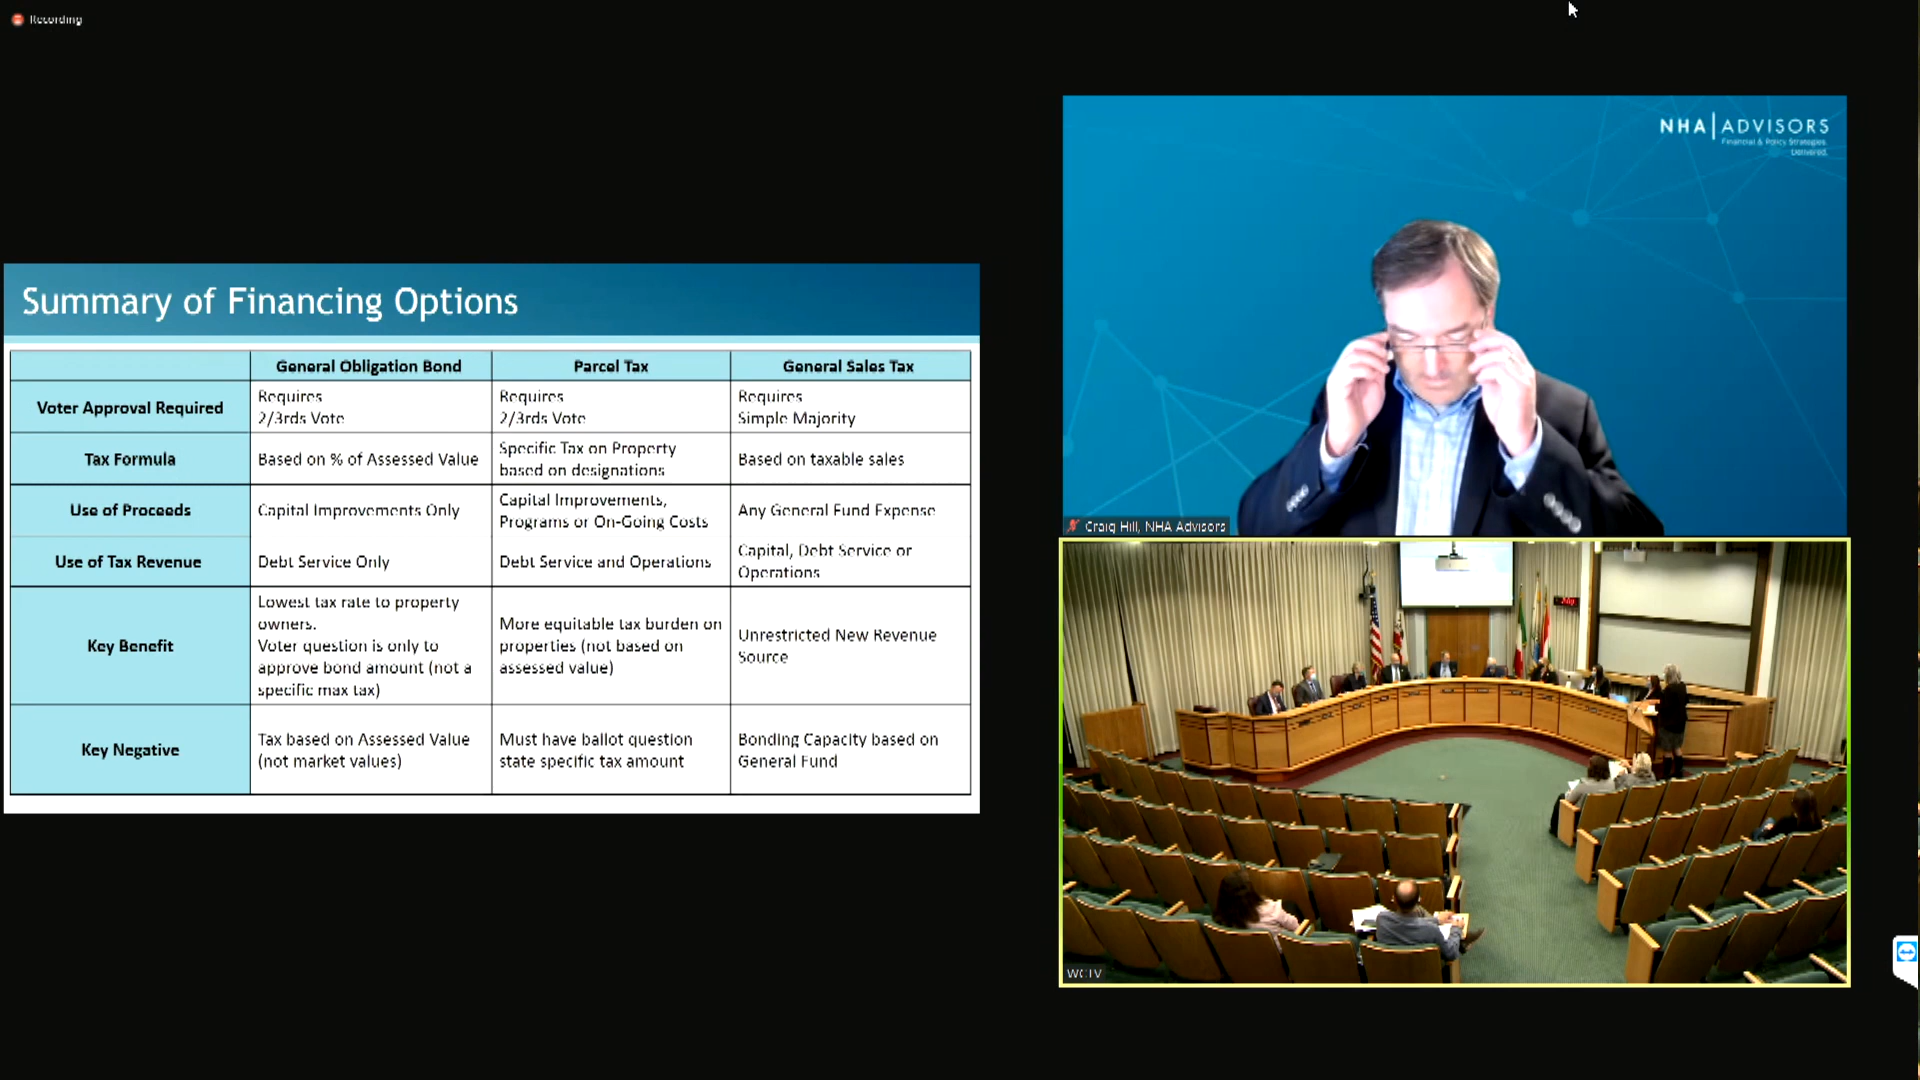 Recording
Summary of Financing Options
General Obligation Bond
Parcel Tax
General Sales Tax
Voter Approval Required
Requires
2/3rds Vote
Requires
2/3rds Vote
Requires
Simple Majority
Tax Formula
Based on % of Assessed Value
Specific Tax on Property
based on designations
Based on taxable sales
Use of Proceeds
Capital Improvements Only
Capital Improvements,
Programs or On-Going Costs
Any General Fund Expense
Use of Tax Revenue
Debt Service Only
Debt Service and Operations
Capital, Debt Service or
Operations
Key Benefit
Lowest tax rate to property
owners.
Voter question is only to
approve bond amount (not a
specific max tax)
More equitable tax burden on
properties (not based on
assessed value)
Unrestricted New Revenue
Source
Key Negative
Tax based on Assessed Value
(not market values)
Must have ballot question
state specific tax amount
Bonding Capacity based on
General Fund
NHA|ADVISORS
Financial & Policy Strategies.
Delivered.
Craig Hill, NHA Advisors
WCTV